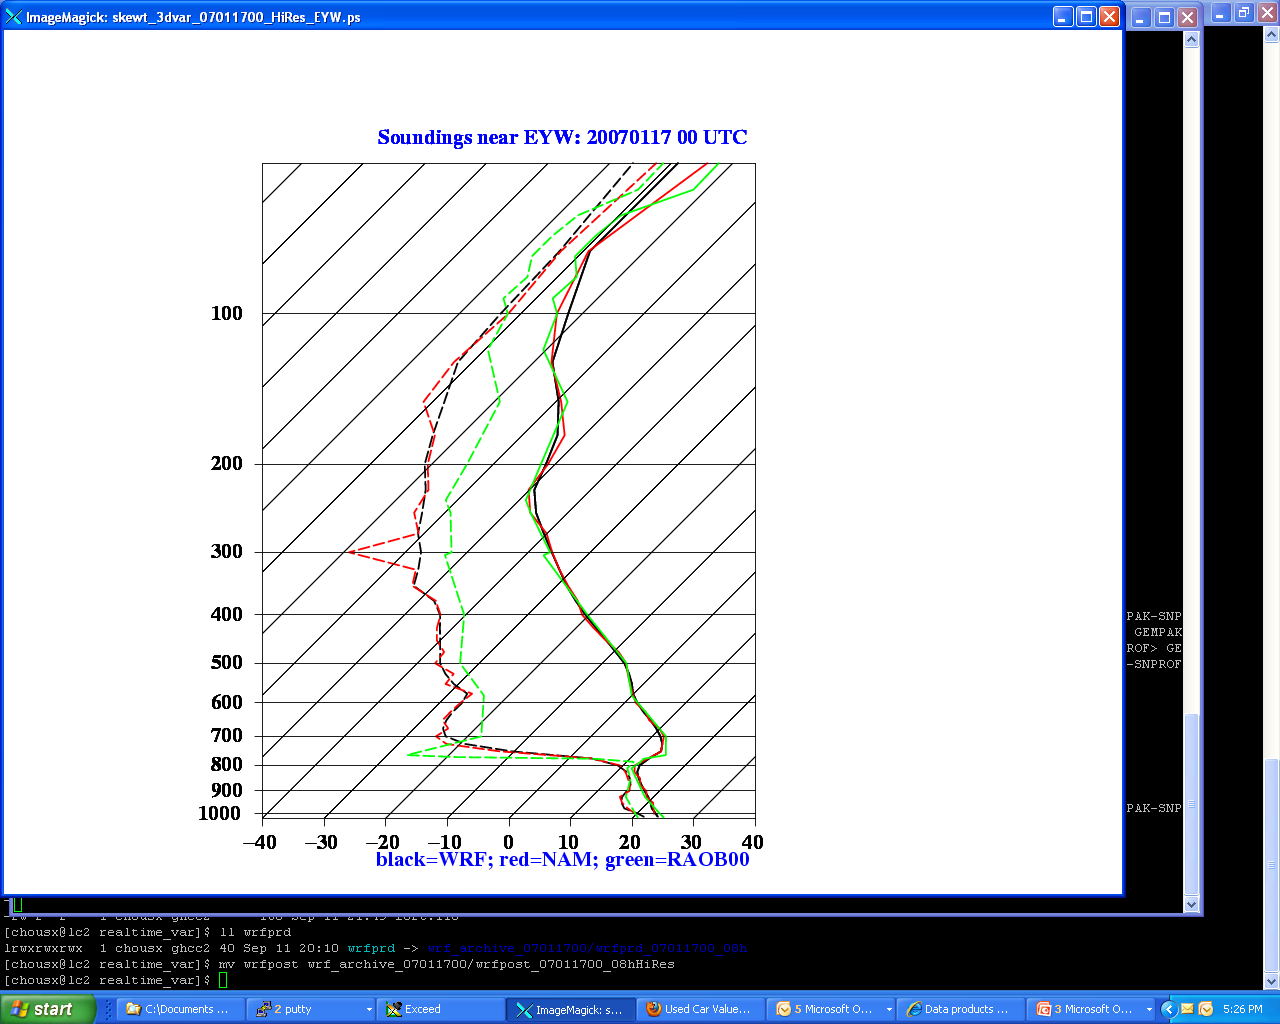 ImageMagick: skewt_3dvar_07011700_HiRes_EYW.ps
Soundings near EYW: 20070117 00 UTC
100
200
300
400
500
600
700
800
900
1000
−40 −30 −20 −10 0 10 20 30 40
black=WRF; red=NAM; green=RAOB00
PAK-SNP
GEMPAK
ROF> GE
-SNPROF
PAK-SNP
[chousx@lc2 realtime_var]$ ll wrfprd
lrwxrwxrwx 1 chousx ghcc2 40 Sep 11 20:10 wrfprd -> wrf_archive_07011700/wrfprd_07011700_00h
[chousx@lc2 realtime_var]$ mv wrfpost wrf_archive_07011700/wrfpost_07011700_08hHiRes
[chousx@lc2 realtime_var]$
start C:\Documents ... 2 putty Exceed ImageMagick: s... Used Car Value... 5 Microsoft O... Data products ... 3 Microsoft O... 5:26 PM